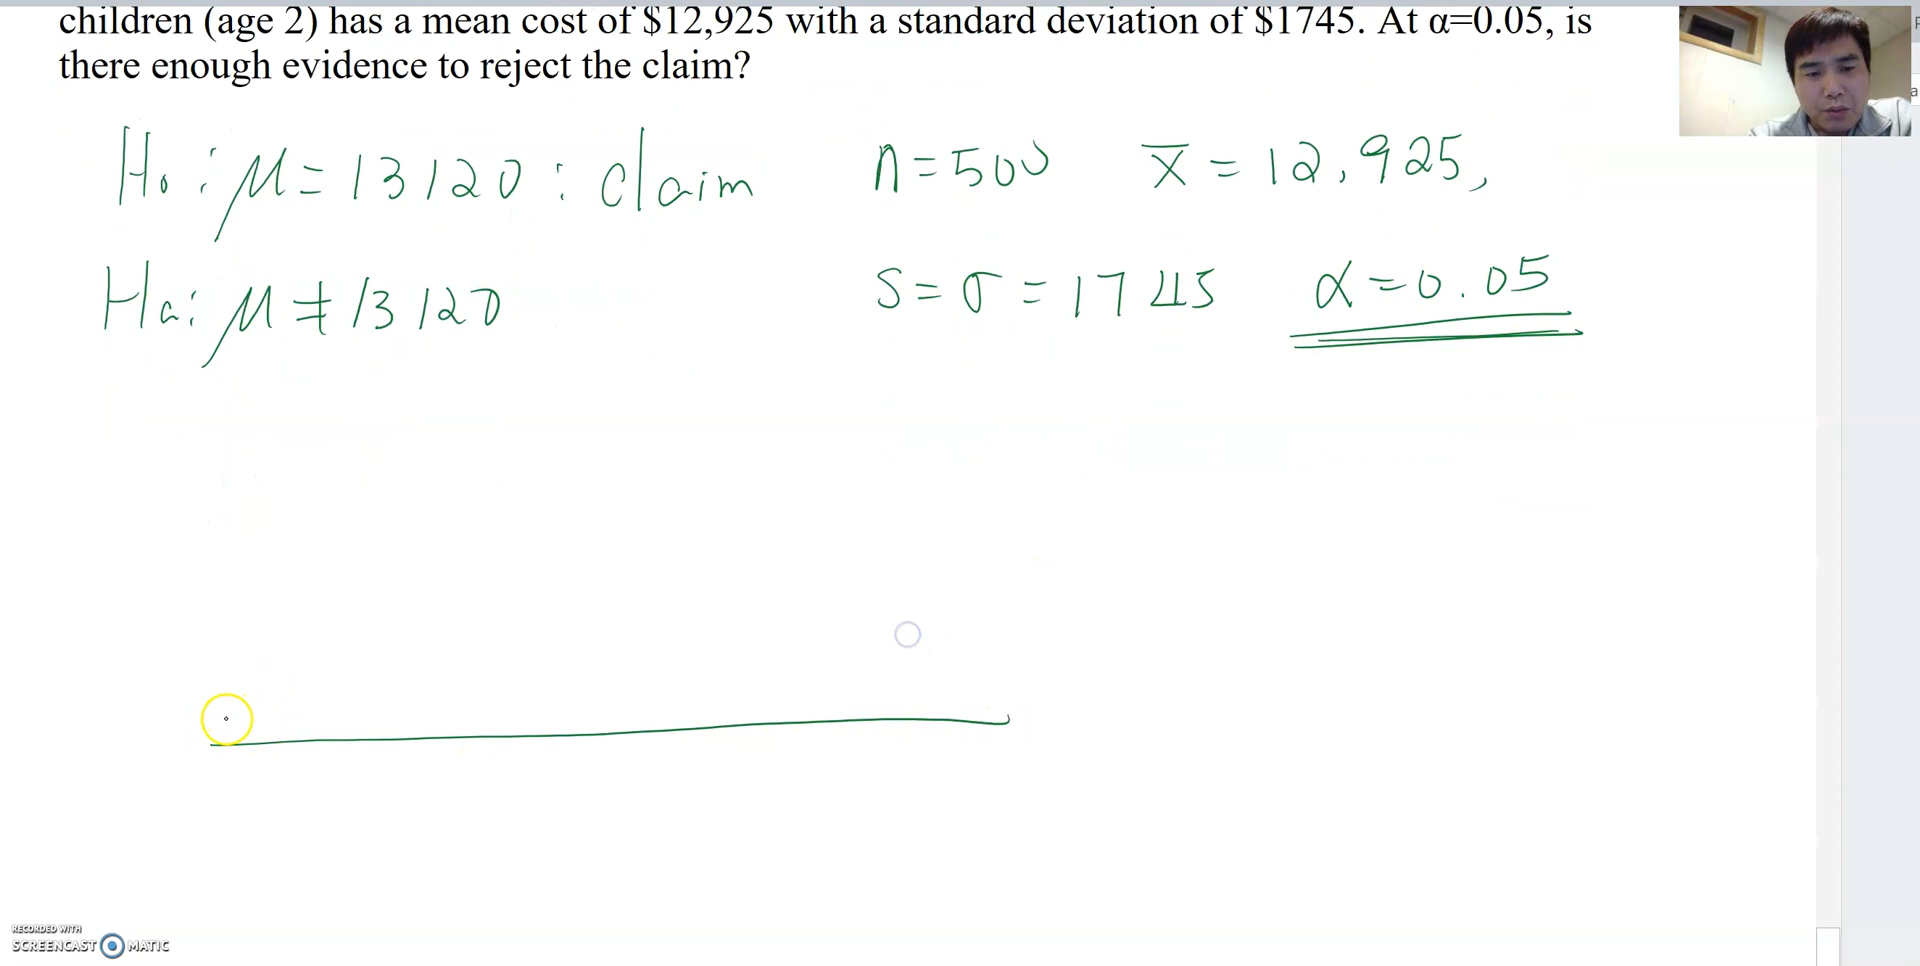 children (age 2) has a mean cost of $12,925 with a standard deviation of $1745. At α=0.05, is
there enough evidence to reject the claim?
H₀: μ = 13120 : claim
n = 500 x̅ = 12,925,
Ha: μ ≠ 13120
s = σ = 1745 α = 0.05
RECORDED WITH
SCREENCAST MATIC